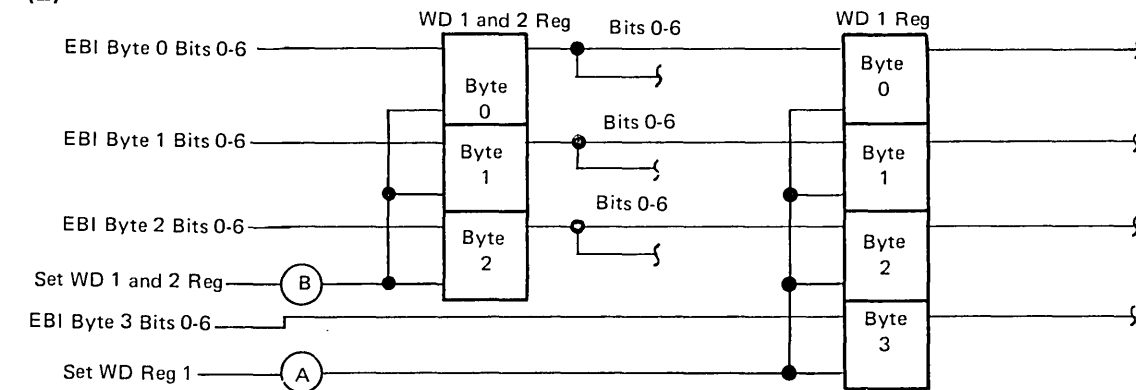 WD 1 and 2 Reg
Bits 0-6
WD 1 Reg
EBI Byte 0 Bits 0-6
Byte
0
Byte
0
EBI Byte 1 Bits 0-6
Bits 0-6
Byte
1
Byte
1
EBI Byte 2 Bits 0-6
Bits 0-6
Byte
2
Byte
2
Set WD 1 and 2 Reg
B
EBI Byte 3 Bits 0-6
Byte
3
Set WD Reg 1
A